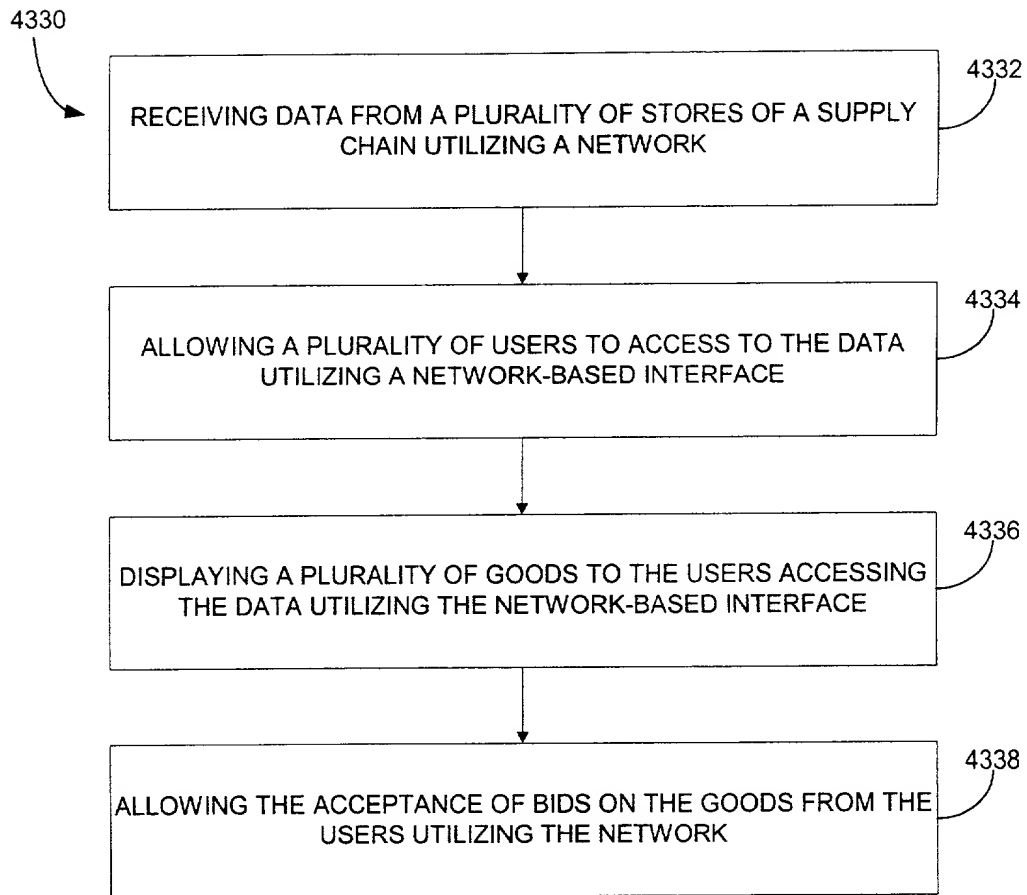 4330
4332
RECEIVING DATA FROM A PLURALITY OF STORES OF A SUPPLY
CHAIN UTILIZING A NETWORK
4334
ALLOWING A PLURALITY OF USERS TO ACCESS TO THE DATA
UTILIZING A NETWORK-BASED INTERFACE
4336
DISPLAYING A PLURALITY OF GOODS TO THE USERS ACCESSING
THE DATA UTILIZING THE NETWORK-BASED INTERFACE
4338
ALLOWING THE ACCEPTANCE OF BIDS ON THE GOODS FROM THE
USERS UTILIZING THE NETWORK